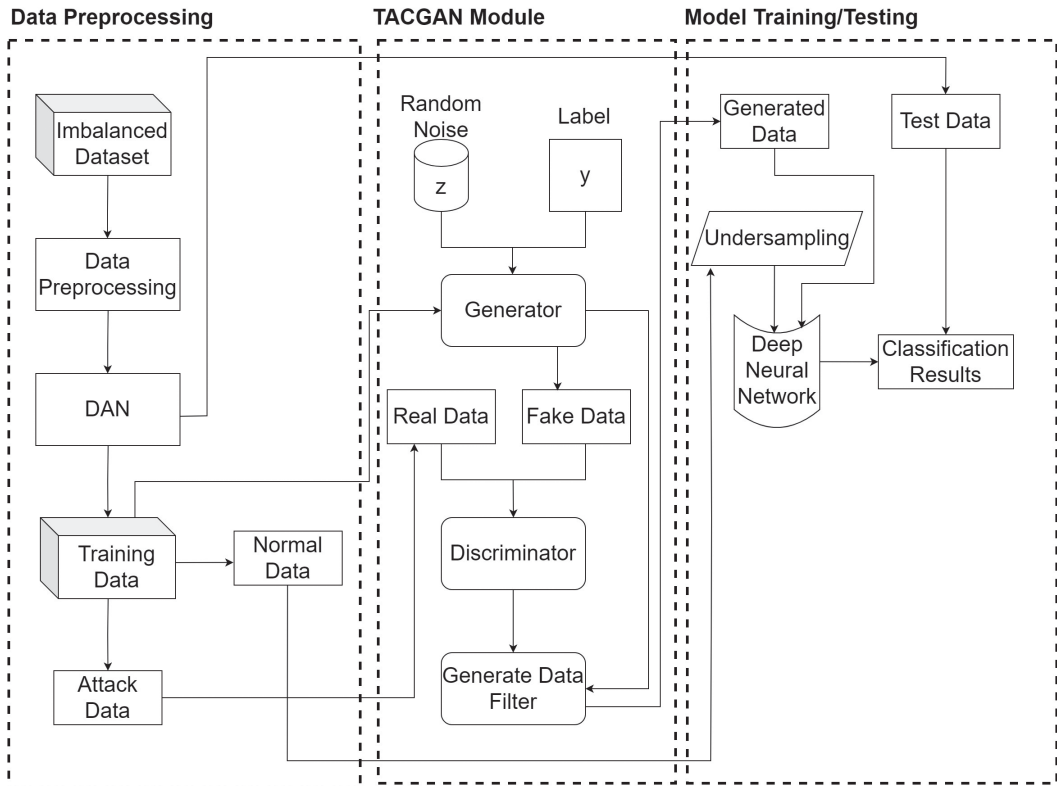 Data Preprocessing
TACGAN Module
Model Training/Testing
Imbalanced
Dataset
Data
Preprocessing
DAN
Training
Data
Normal
Data
Attack
Data
Random
Noise
z
Label
y
Generator
Real Data
Fake Data
Discriminator
Generate Data
Filter
Generated
Data
Test Data
Undersampling
Deep
Neural
Network
Classification
Results